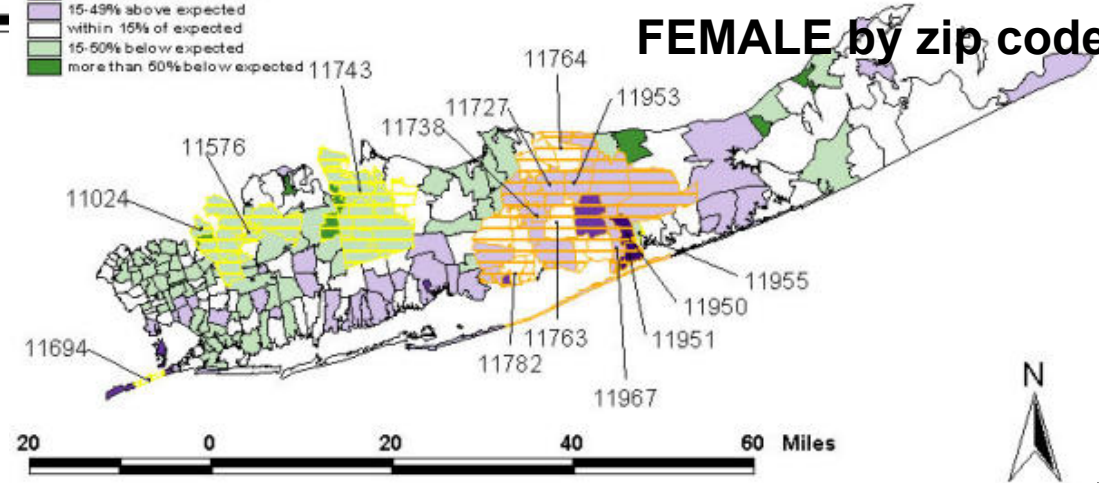 15-49% above expected
within 15% of expected
15-50% below expected
more than 50% below expected
FEMALE by zip code
11743
11764
11727
11953
11738
11576
11024
11694
11955
11950
11951
11763
11782
11967
N
20 0 20 40 60 Miles